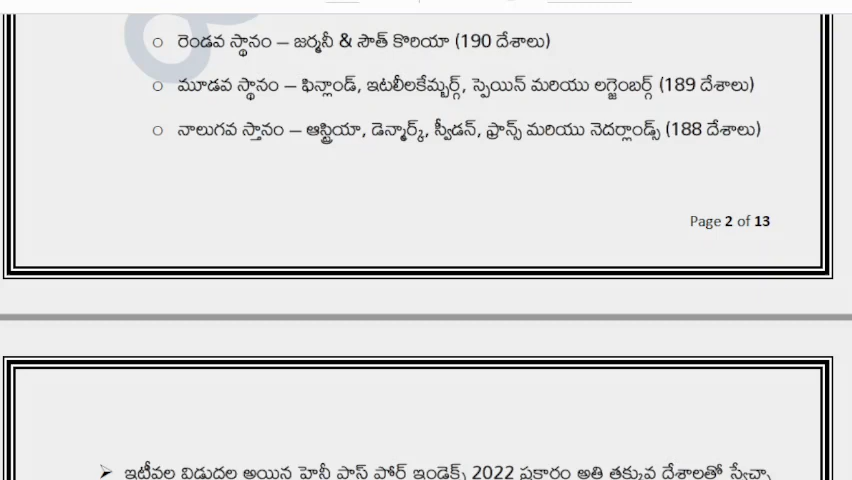 ○ రెండవ స్థానం – జర్మనీ & సౌత్ కొరియా (190 దేశాలు)
○ మూడవ స్థానం – ఫిన్లాండ్, ఇటలీలకేమ్బర్గ్, స్పెయిన్ మరియు లగ్జెంబర్గ్ (189 దేశాలు)
○ నాలుగవ స్తానం – ఆస్ట్రియా, డెన్మార్క్, స్వీడన్, ఫ్రాన్స్ మరియు నెదర్లాండ్స్ (188 దేశాలు)
Page 2 of 13
➤ ఇటీవల విడుదల అయిన హెనీ పాస్ పోర్ట్ ఇండెక్స్ 2022 ప్రకారం అతి తక్కువ దేశాలతో స్వేచ్ఛా